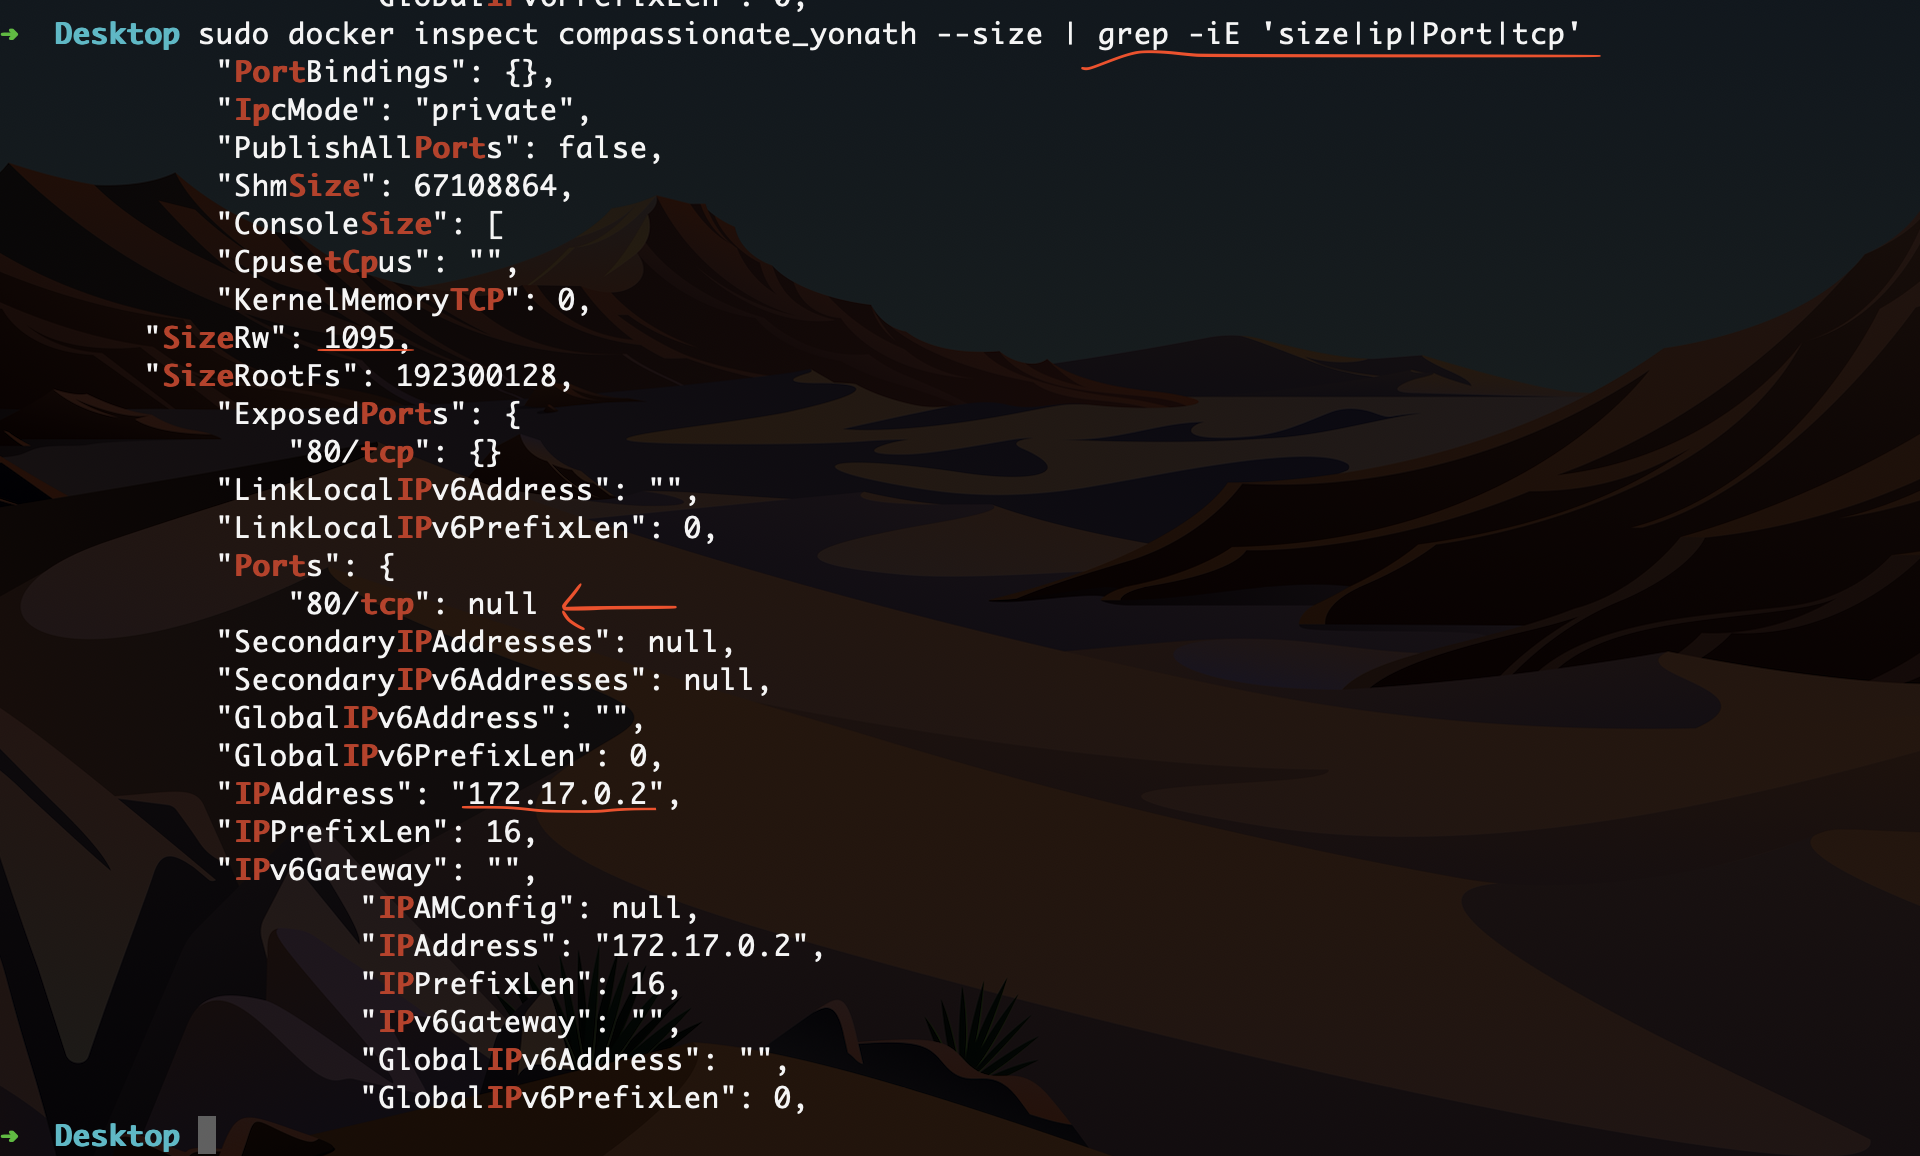 GlobalIPv6PrefixLen": 0,
→ Desktop sudo docker inspect compassionate_yonath --size | grep -iE 'size|ip|Port|tcp'
"PortBindings": {},
"IpcMode": "private",
"PublishAllPorts": false,
"ShmSize": 67108864,
"ConsoleSize": [
"CpusetCpus": "",
"KernelMemoryTCP": 0,
"SizeRw": 1095,
"SizeRootFs": 192300128,
"ExposedPorts": {
"80/tcp": {}
"LinkLocalIPv6Address": "",
"LinkLocalIPv6PrefixLen": 0,
"Ports": {
"80/tcp": null
"SecondaryIPAddresses": null,
"SecondaryIPv6Addresses": null,
"GlobalIPv6Address": "",
"GlobalIPv6PrefixLen": 0,
"IPAddress": "172.17.0.2",
"IPPrefixLen": 16,
"IPv6Gateway": "",
"IPAMConfig": null,
"IPAddress": "172.17.0.2",
"IPPrefixLen": 16,
"IPv6Gateway": "",
"GlobalIPv6Address": "",
"GlobalIPv6PrefixLen": 0,
→ Desktop